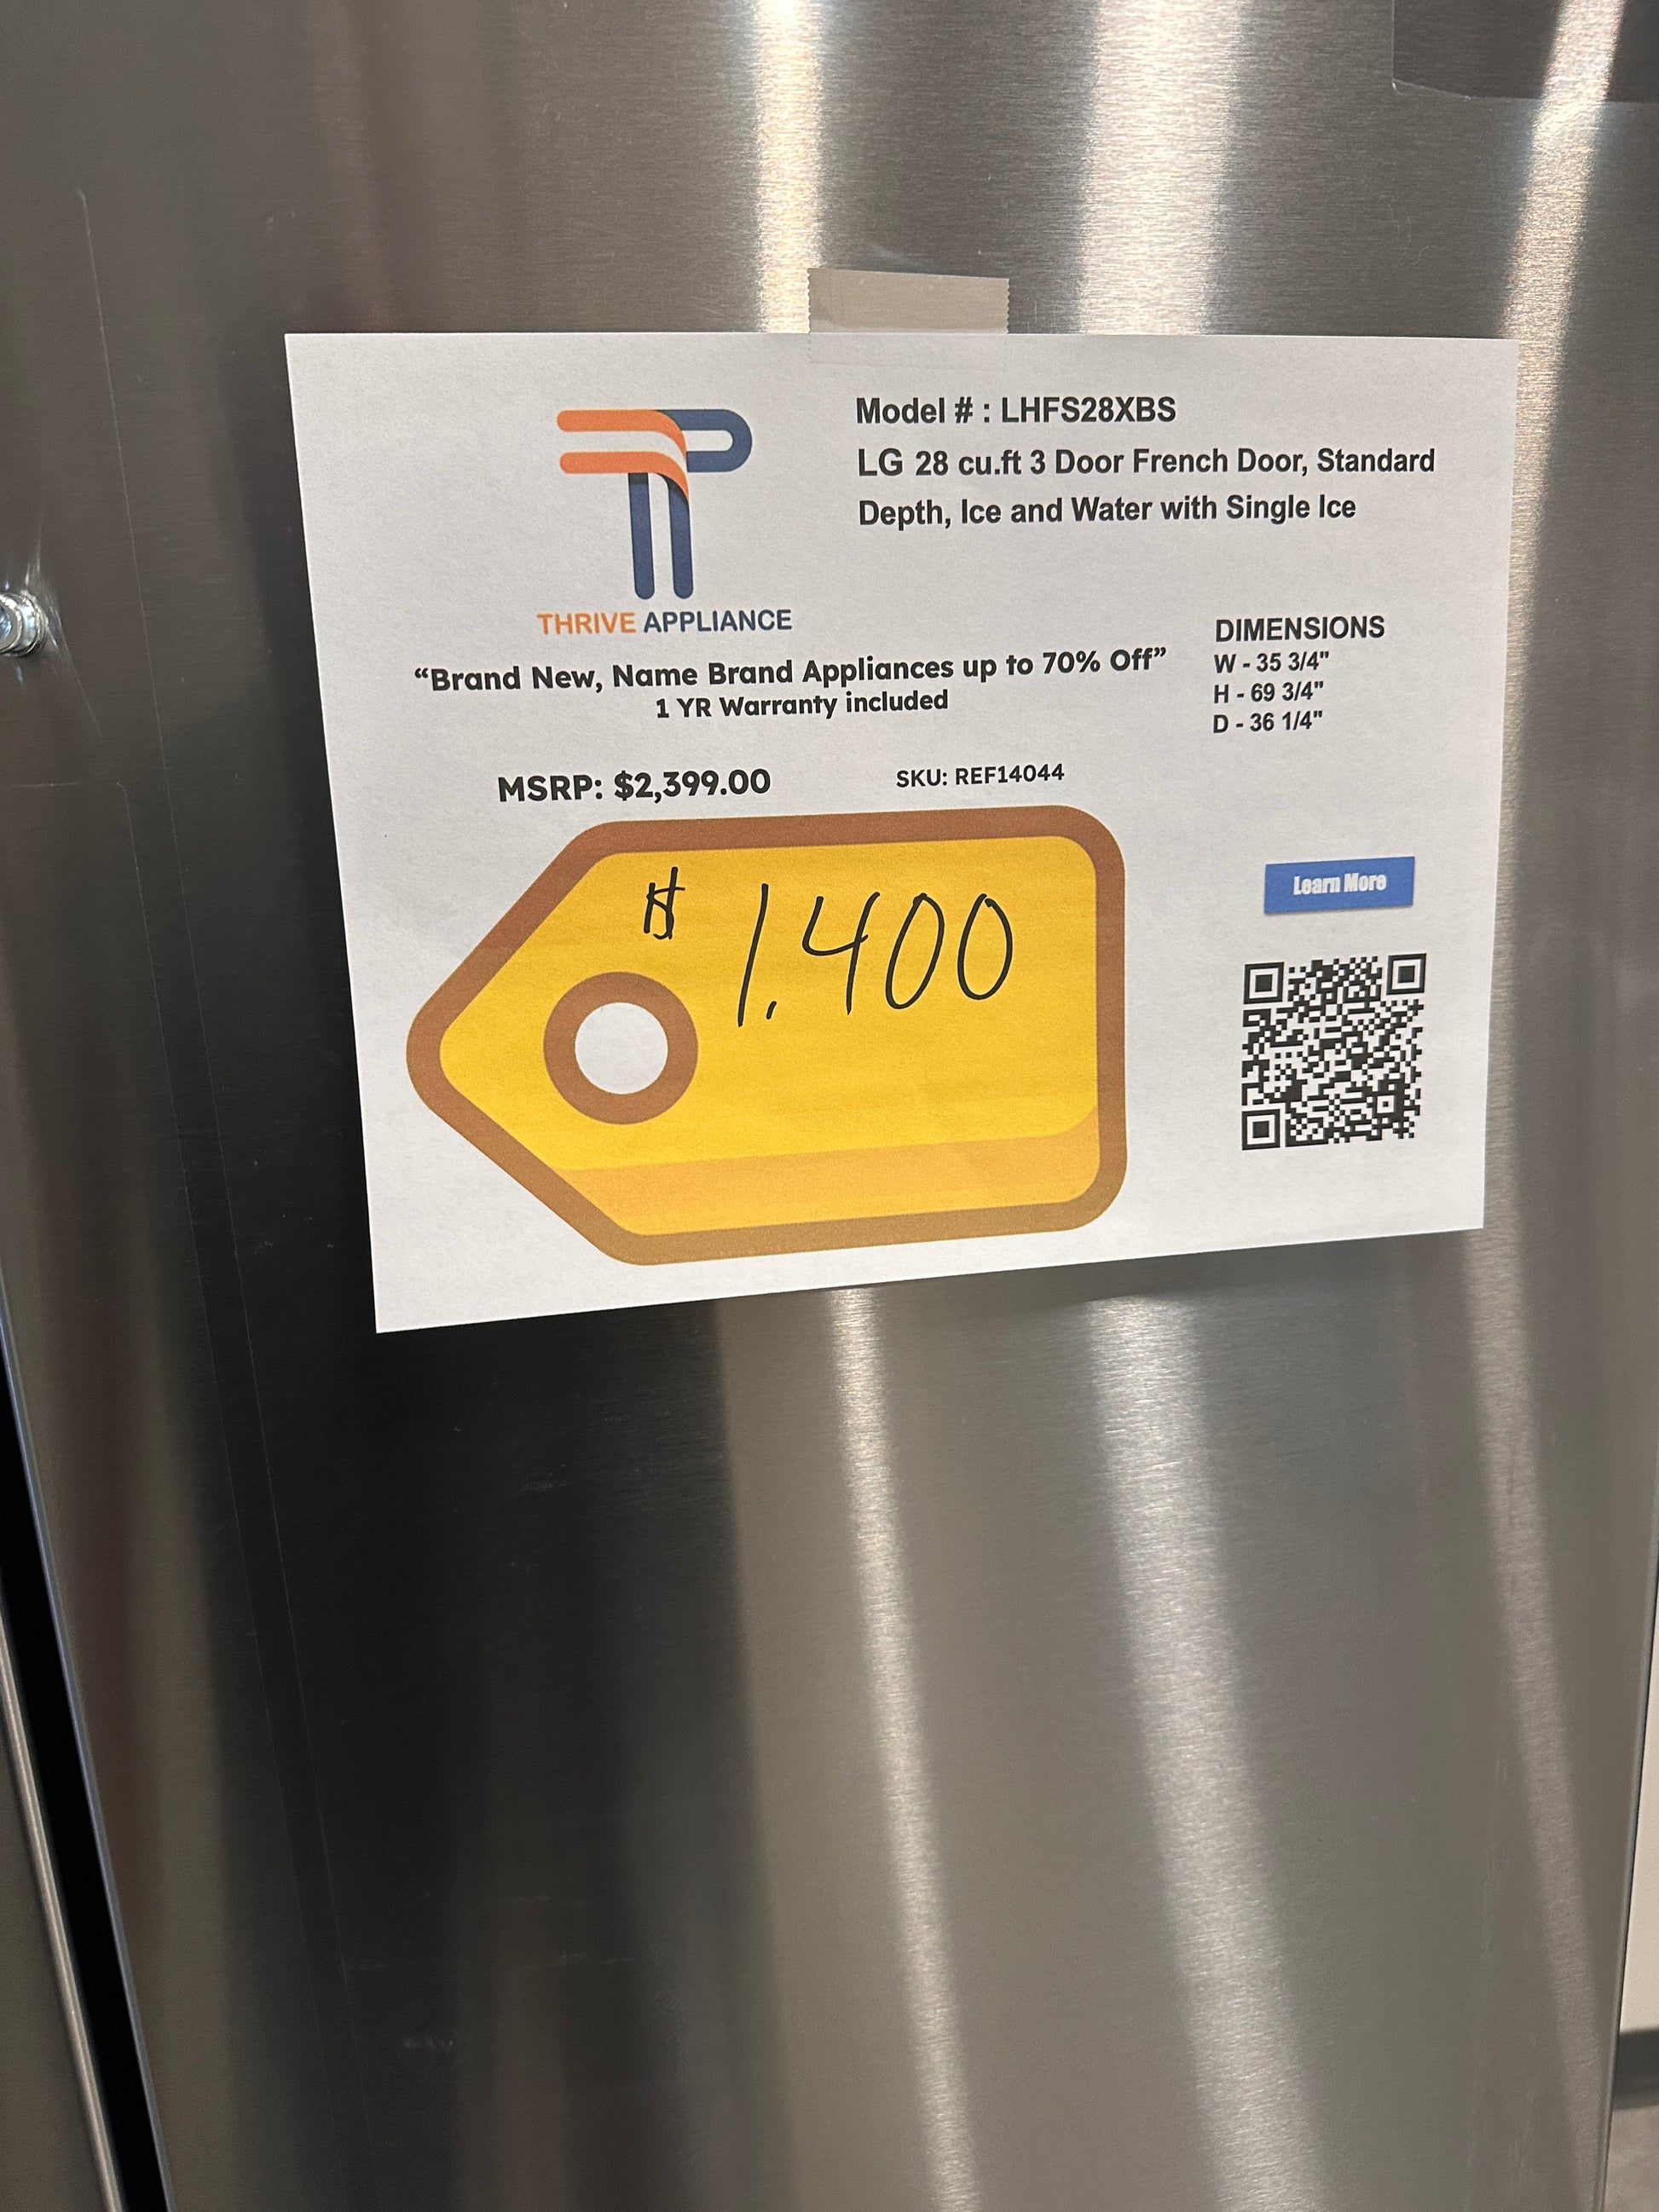 Model # : LHFS28XBS
LG 28 cu.ft 3 Door French Door, Standard
Depth, Ice and Water with Single Ice
THRIVE APPLIANCE
“Brand New, Name Brand Appliances up to 70% Off”
1 YR Warranty included
DIMENSIONS
W - 35 3/4"
H - 69 3/4"
D - 36 1/4"
MSRP: $2,399.00
SKU: REF14044
$ 1.400
Learn More